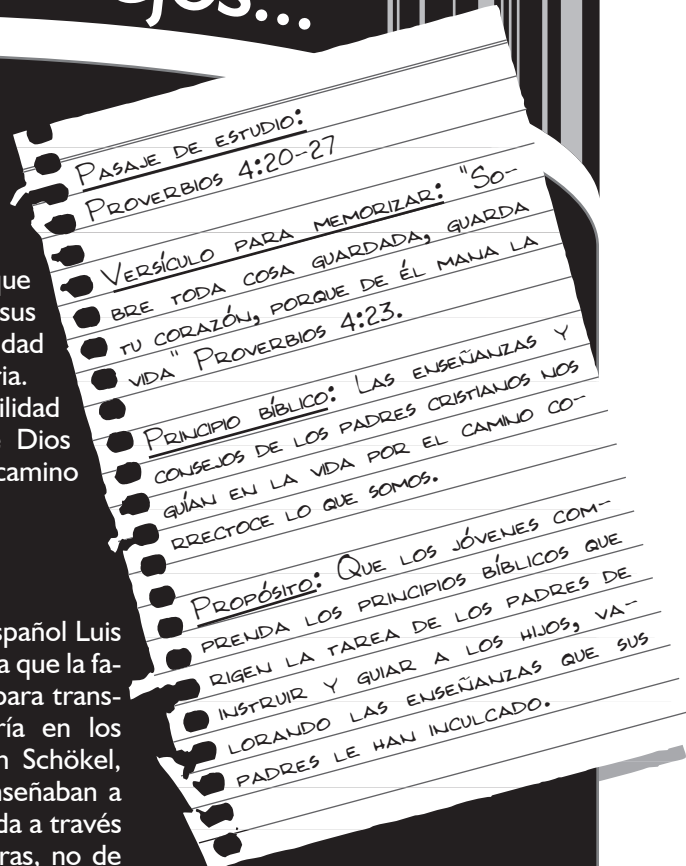 ejos...
que
sus
dad
ria.
ilidad
Dios
camino
Pasaje de estudio:
Proverbios 4:20-27
Versículo para memorizar: "So-
bre toda cosa guardada, guarda
tu corazón, porque de él mana la
vida" Proverbios 4:23.
Principio bíblico: Las enseñanzas y
consejos de los padres cristianos nos
guían en la vida por el camino co-
rrectoce lo que somos.
Propósito: Que los jóvenes com-
prenda los principios bíblicos que
rigen la tarea de los padres de
instruir y guiar a los hijos, va-
lorando las enseñanzas que sus
padres le han inculcado.
spañol Luis
a que la fa-
para trans-
ría en los
n Schökel,
nseñaban a
da a través
ras, no de